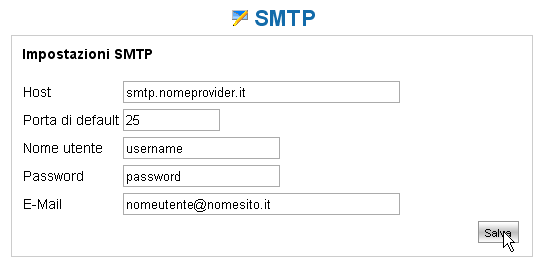 SMTP
Impostazioni SMTP
Host smtp.nomeprovider.it
Porta di default 25
Nome utente username
Password password
E-Mail nomeutente@nomesito.it
Salva